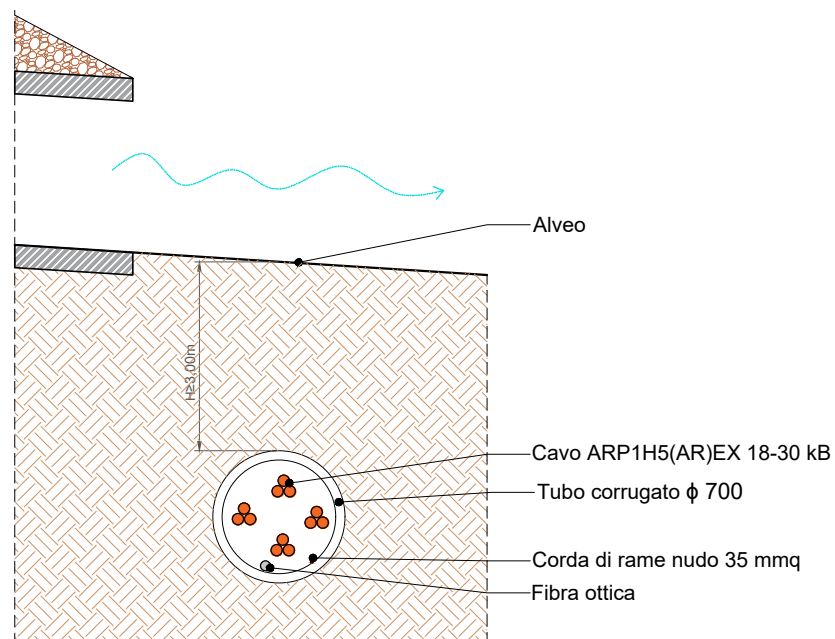 Alveo
H≥3,00m
Cavo ARP1H5(AR)EX 18-30 kB
Tubo corrugato ϕ 700
Corda di rame nudo 35 mmq
Fibra ottica